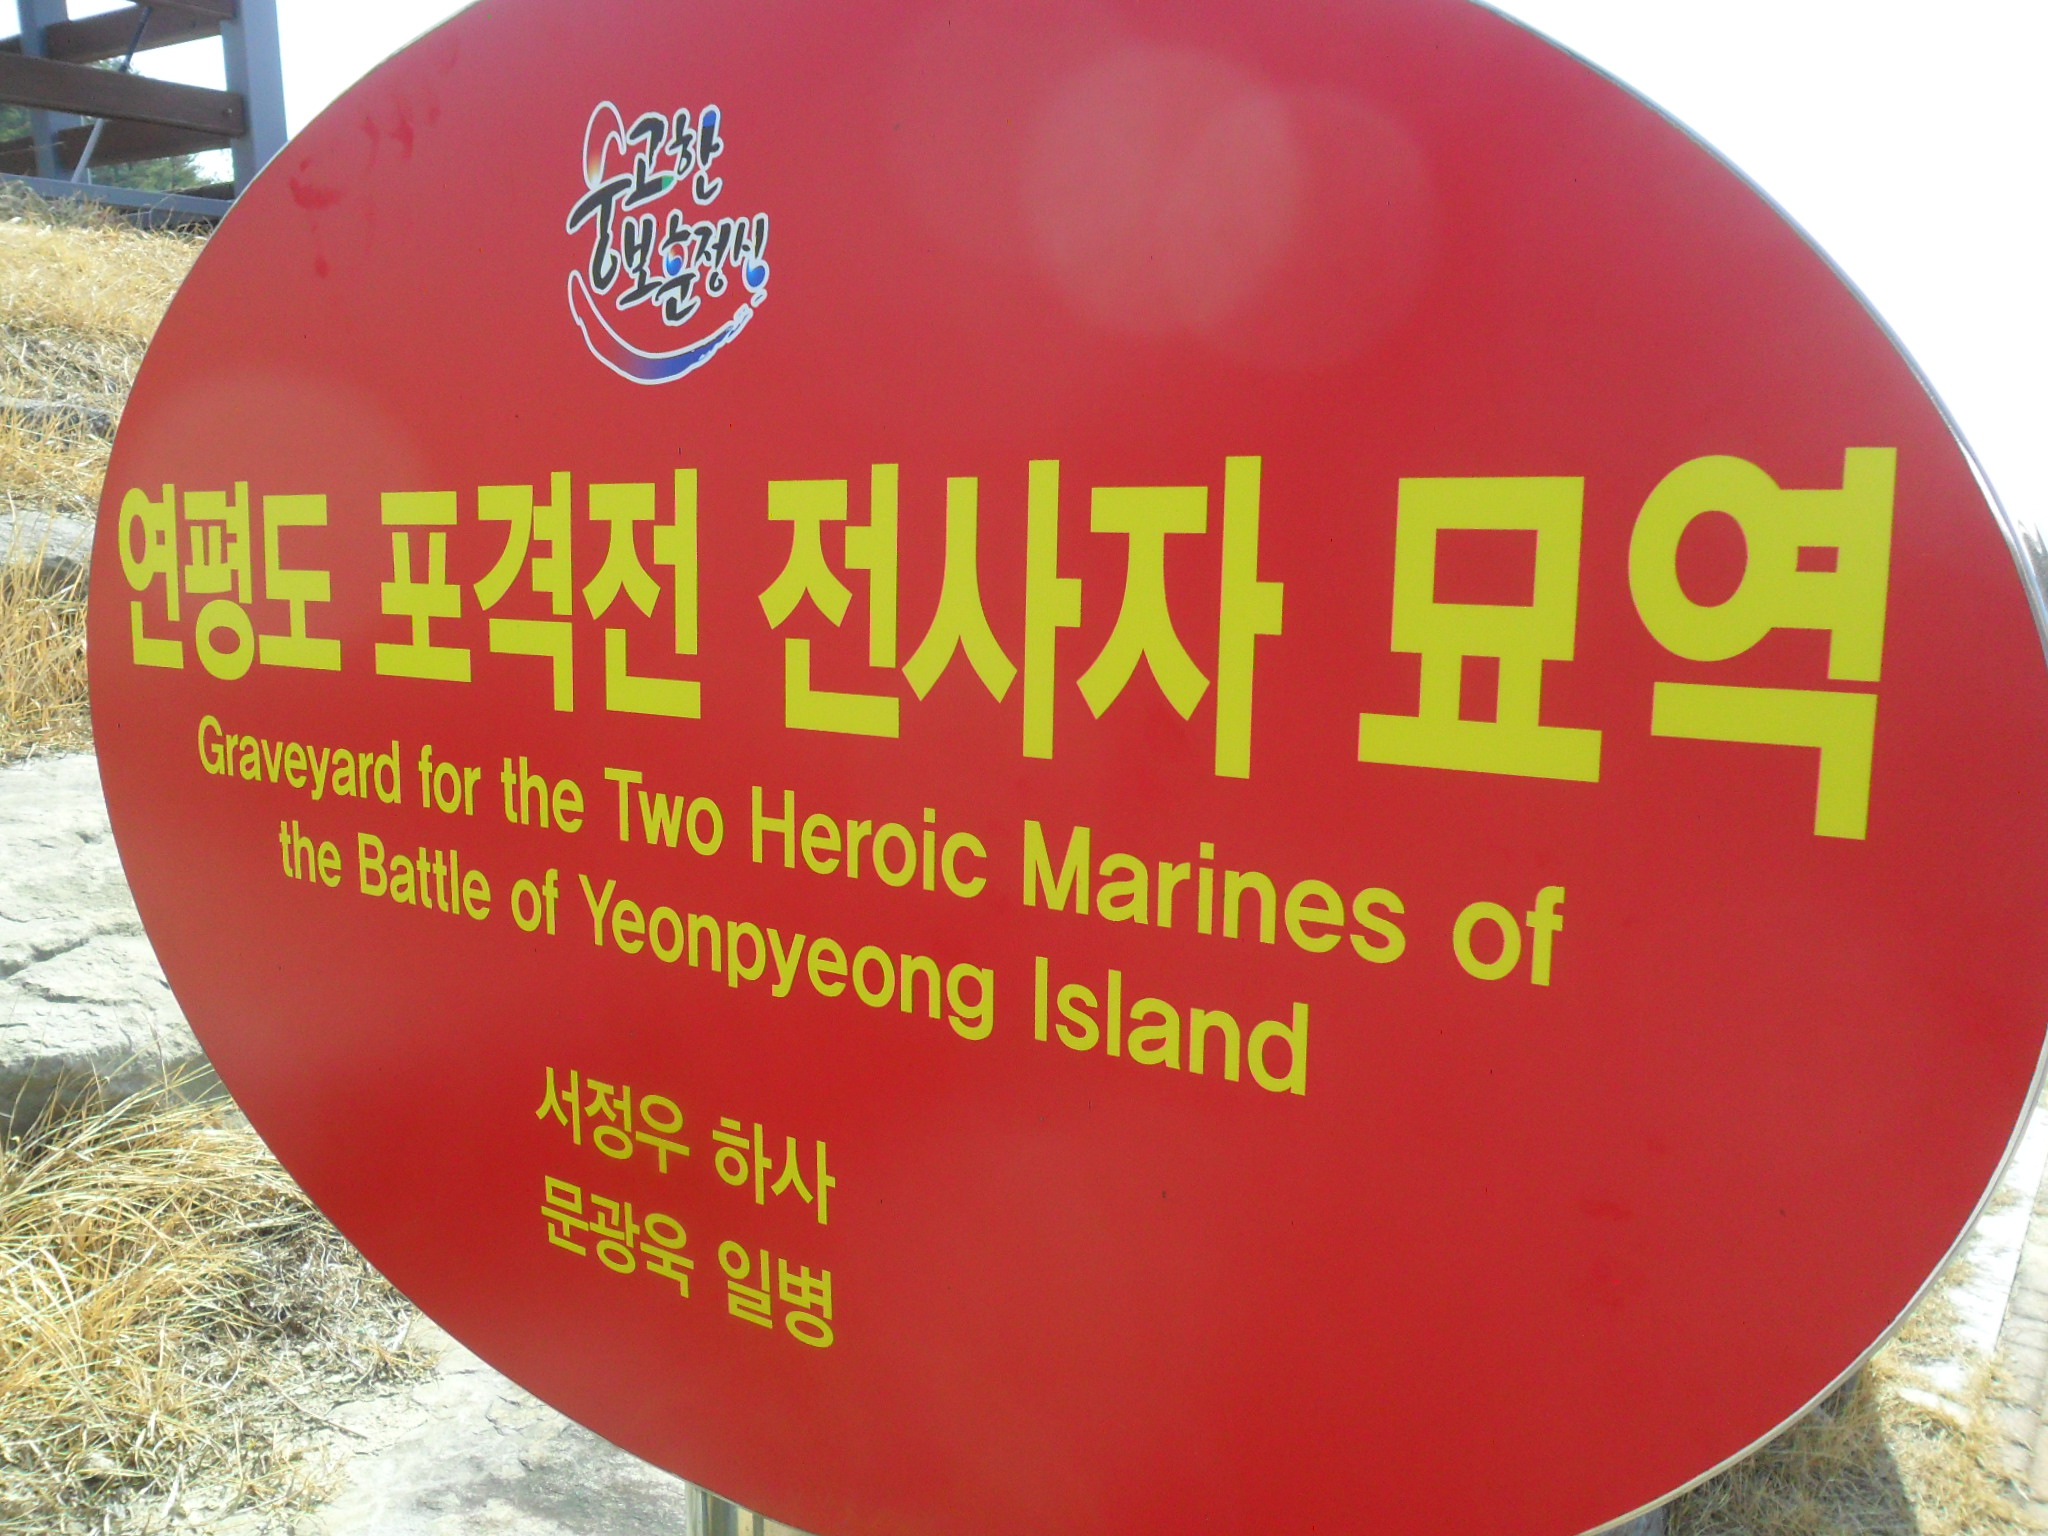 숭고한
보훈정신
연평도 포격전 전사자 묘역
Graveyard for the Two Heroic Marines of
the Battle of Yeonpyeong Island
서정우 하사
문광욱 일병